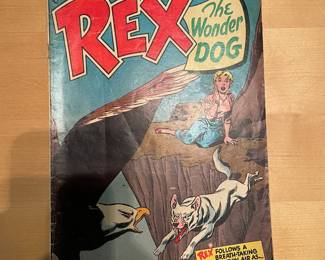 REX
The
Wonder
DOG
REX FOLLOWS A
BREATH-TAKING
AIR AS...